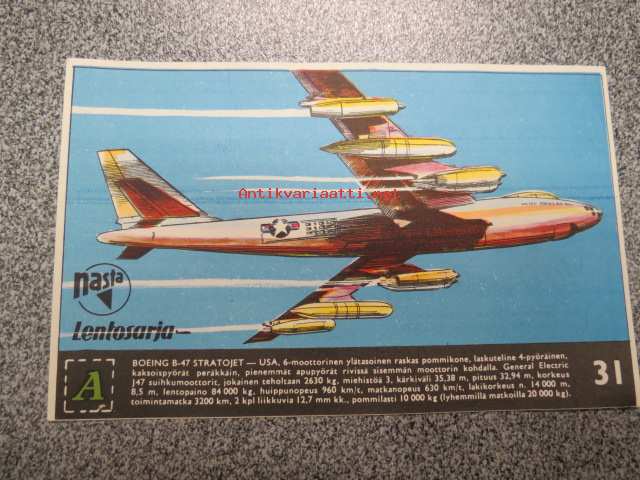 Antikvariaatti.net
nasta
Lentosarja
A
BOEING B-47 STRATOJET — USA, 6-moottorinen ylätasoinen raskas pommikone, laskuteline 4-pyöräinen,
kaksoispyörät peräkkäin, pienemmät apupyörät rivissä sisemmän moottorin kohdalla. General Electric
J47 suihkumoottorit, jokainen teholtaan 2630 kg, miehistöä 3, kärkiväli 35,38 m, pituus 32,94 m, korkeus
8,5 m, lentopaino 84 000 kg, huippunopeus 960 km/t, matkanopeus 630 km/t, lakikorkeus n. 14 000 m,
toimintamatka 3200 km, 2 kpl liikkuvia 12,7 mm kk., pommilasti 10 000 kg (lyhemmillä matkoilla 20 000 kg).
31